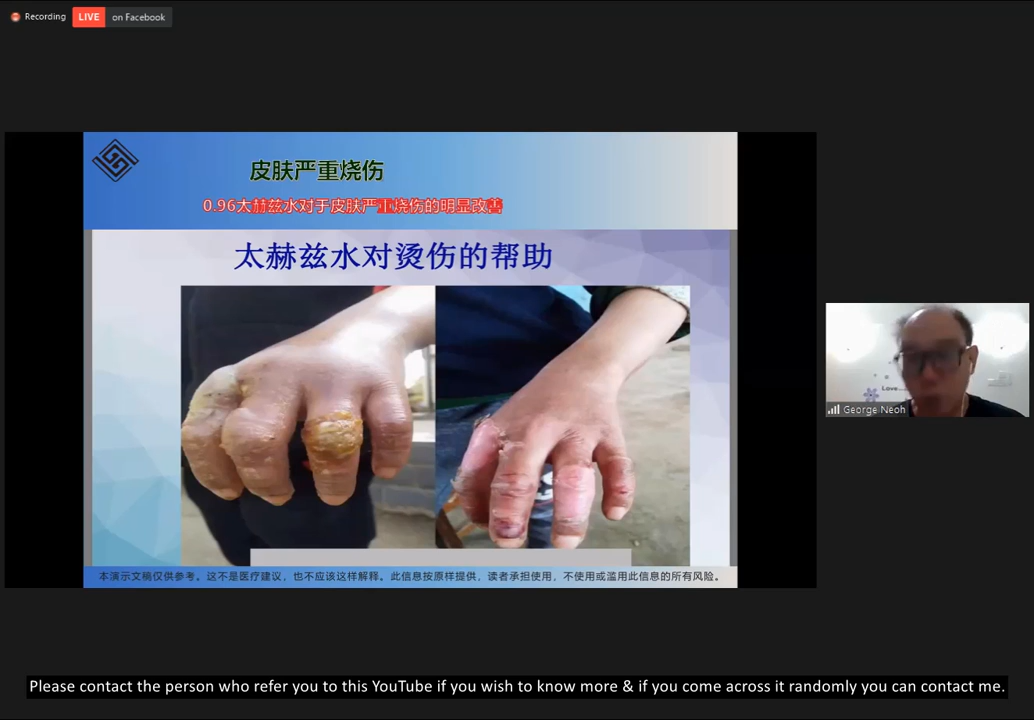 Recording
LIVE on Facebook
皮肤严重烧伤
0.96太赫兹水对于皮肤严重烧伤的明显改善
太赫兹水对烫伤的帮助
Love...
George Neoh
本演示文稿仅供参考。这不是医疗建议，也不应该这样解释。此信息按原样提供，读者承担使用，不使用或滥用此信息的所有风险。
Please contact the person who refer you to this YouTube if you wish to know more & if you come across it randomly you can contact me.